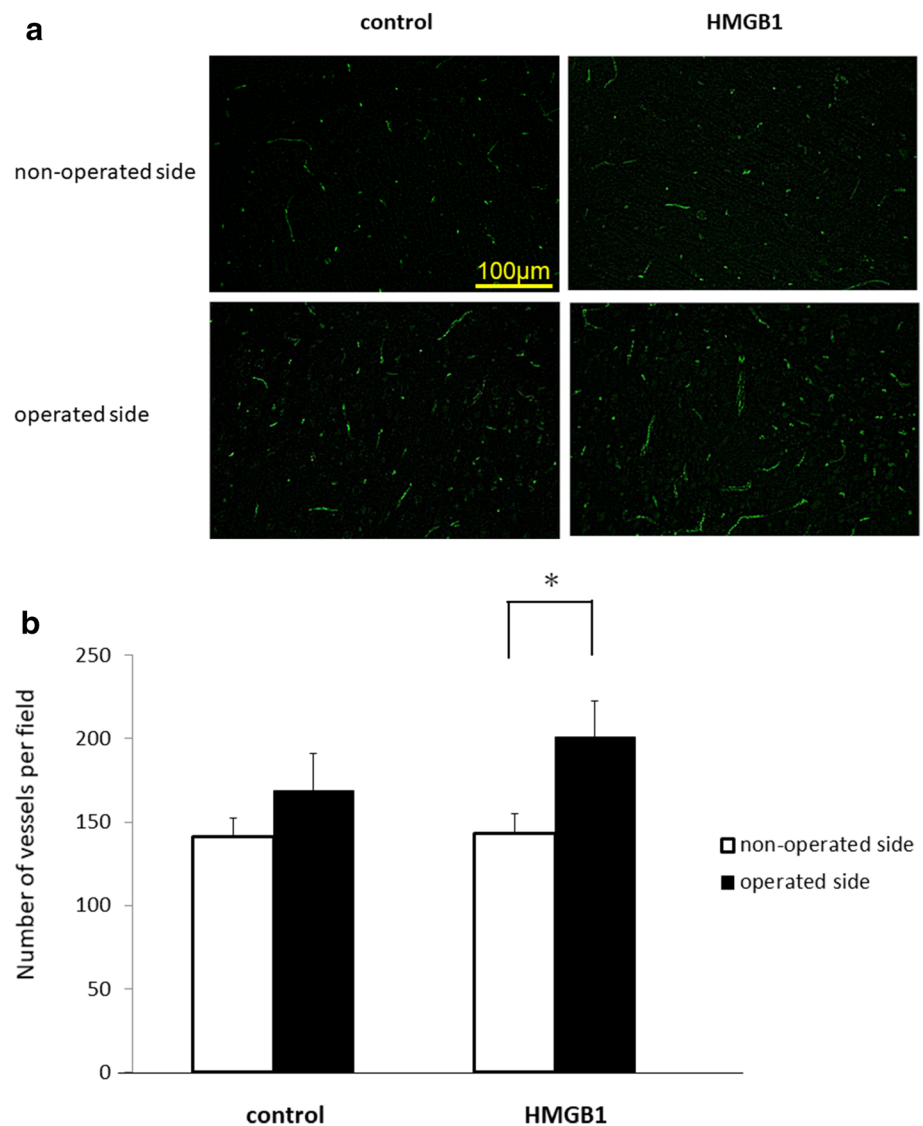 a
control HMGB1
non-operated side
100μm
operated side
b
*
Number of vessels per field
250
200
150
100
50
0
non-operated side
operated side
control HMGB1